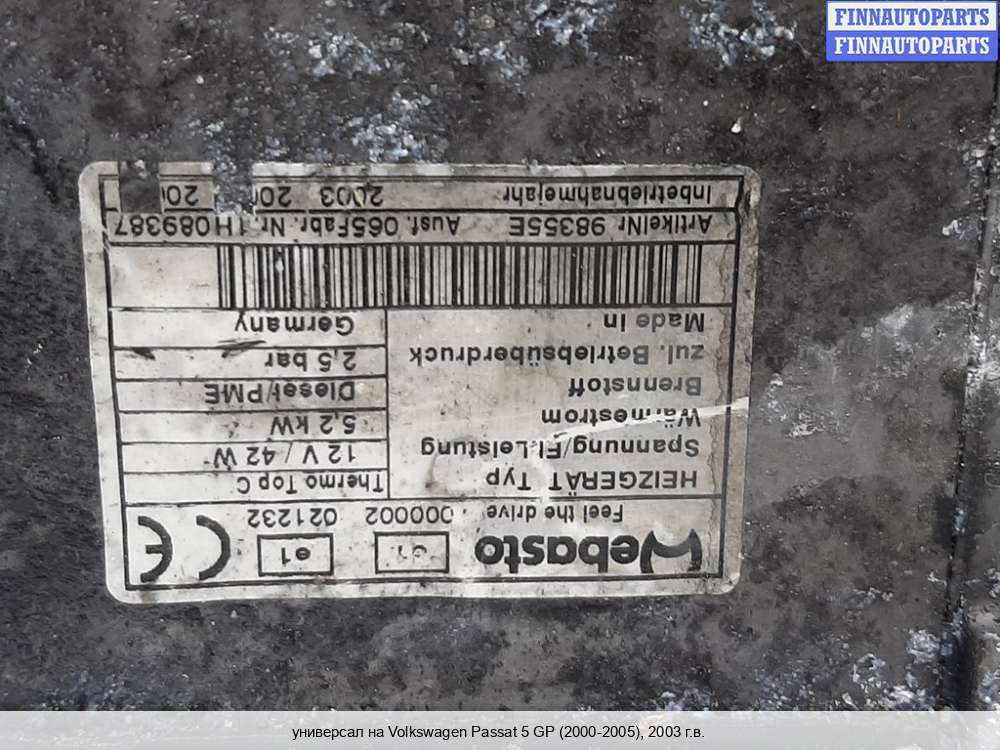 FINNAUTOPARTS
FINNAUTOPARTS
Webasto e1 CE
Feel the drive 000002 021232
HEIZGERÄT Typ Thermo Top C
Spannung/El.Leistung 12 V / 42 W
Wärmestrom 5,2 kW
Brennstoff Diesel/PME
zul. Betriebsüberdruck 2,5 bar
Made in Germany
ArtikelNr 98355E Ausf. 065 Fabr. Nr. 1H089387
Inbetriebnahmejahr 2003
универсал на Volkswagen Passat 5 GP (2000-2005), 2003 г.в.